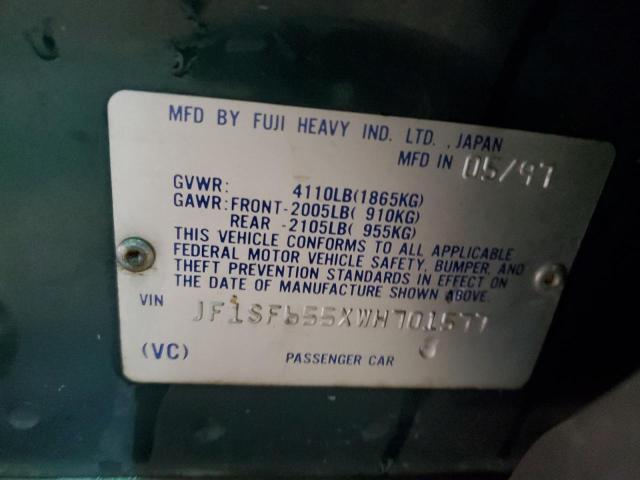 MFD BY FUJI HEAVY IND. LTD., JAPAN
MFD IN 05/97
GVWR: 4110LB(1865KG)
GAWR:FRONT-2005LB( 910KG)
REAR -2105LB( 955KG)
THIS VEHICLE CONFORMS TO ALL APPLICABLE
FEDERAL MOTOR VEHICLE SAFETY, BUMPER, AND
THEFT PREVENTION STANDARDS IN EFFECT ON
THE DATE OF MANUFACTURE SHOWN ABOVE.
VIN JF1SF655XWH701577
(VC) PASSENGER CAR